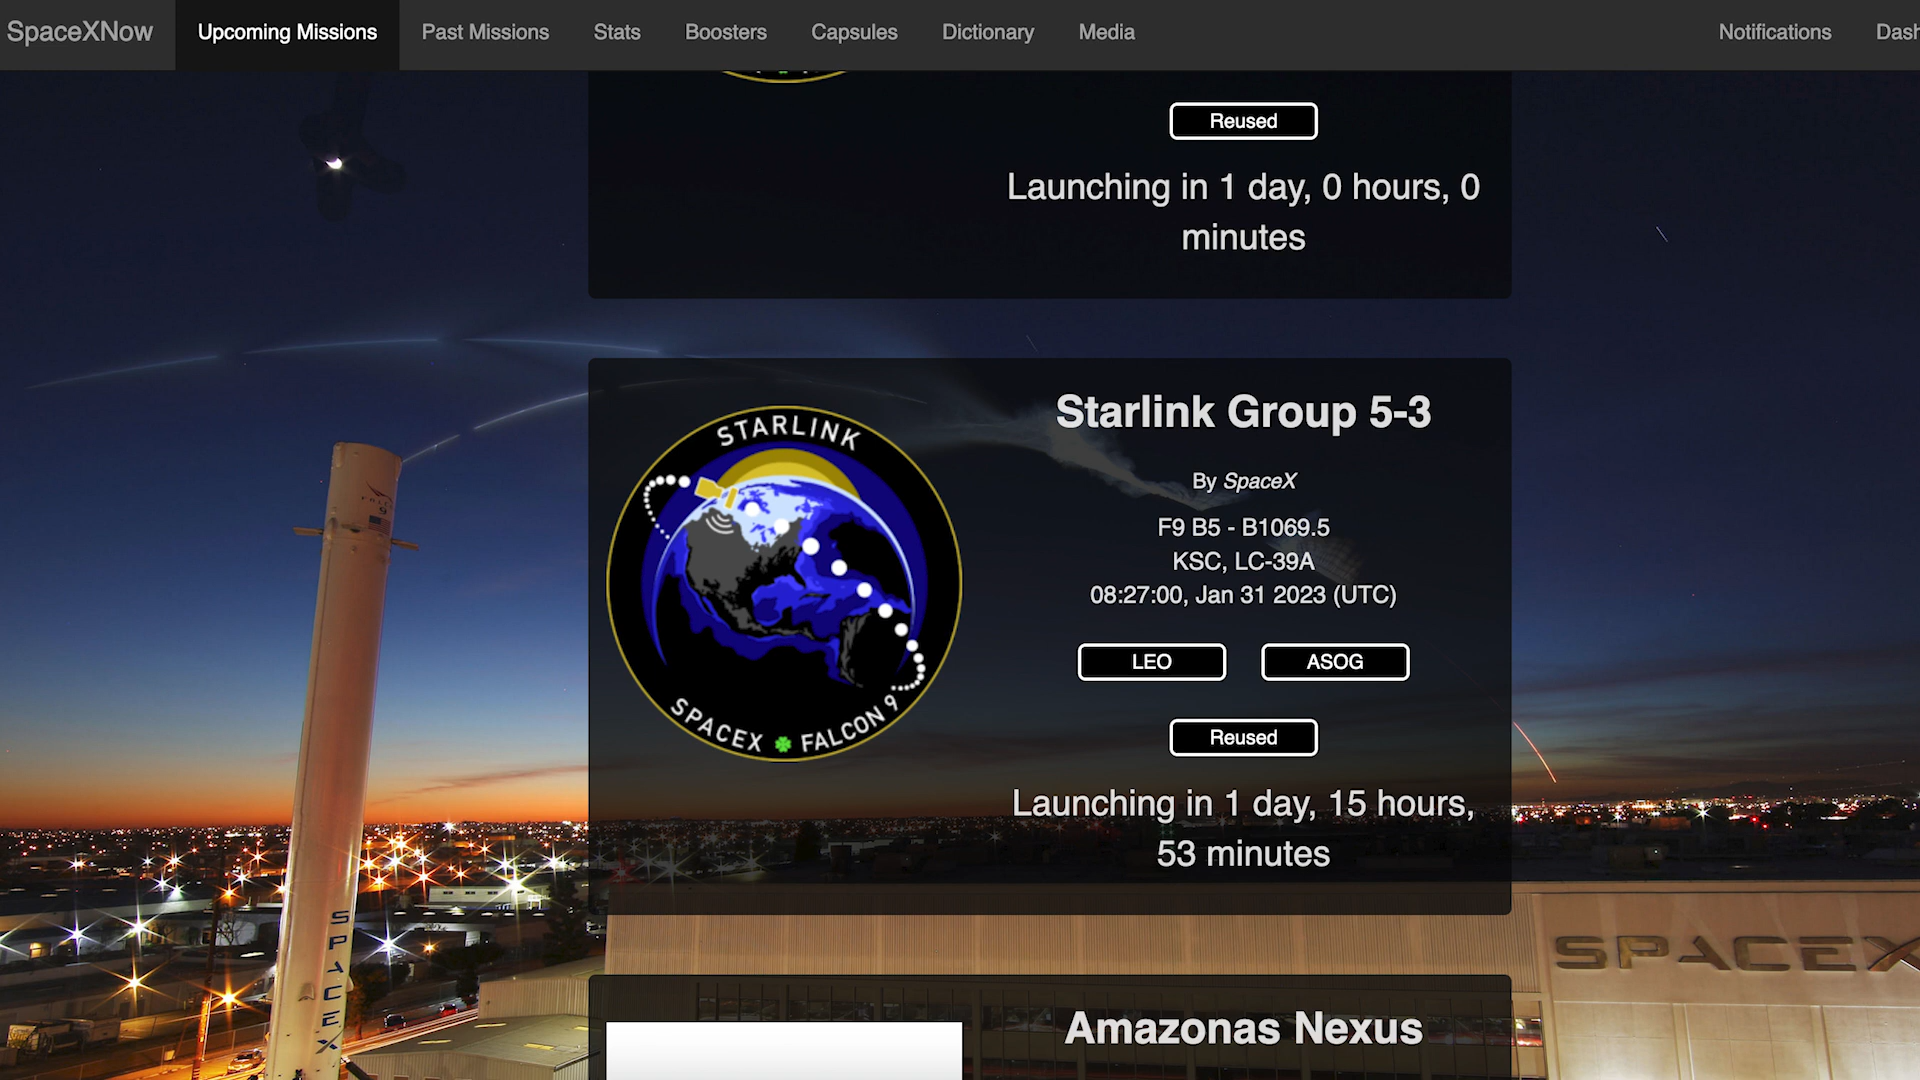 SpaceXNow
Upcoming Missions
Past Missions
Stats
Boosters
Capsules
Dictionary
Media
Notifications
Reused
Launching in 1 day, 0 hours, 0
minutes
Starlink Group 5-3
By SpaceX
F9 B5 - B1069.5
KSC, LC-39A
08:27:00, Jan 31 2023 (UTC)
LEO
ASOG
Reused
Launching in 1 day, 15 hours,
53 minutes
STARLINK
SPACEX FALCON 9
SPACEX
SPACEX
Amazonas Nexus